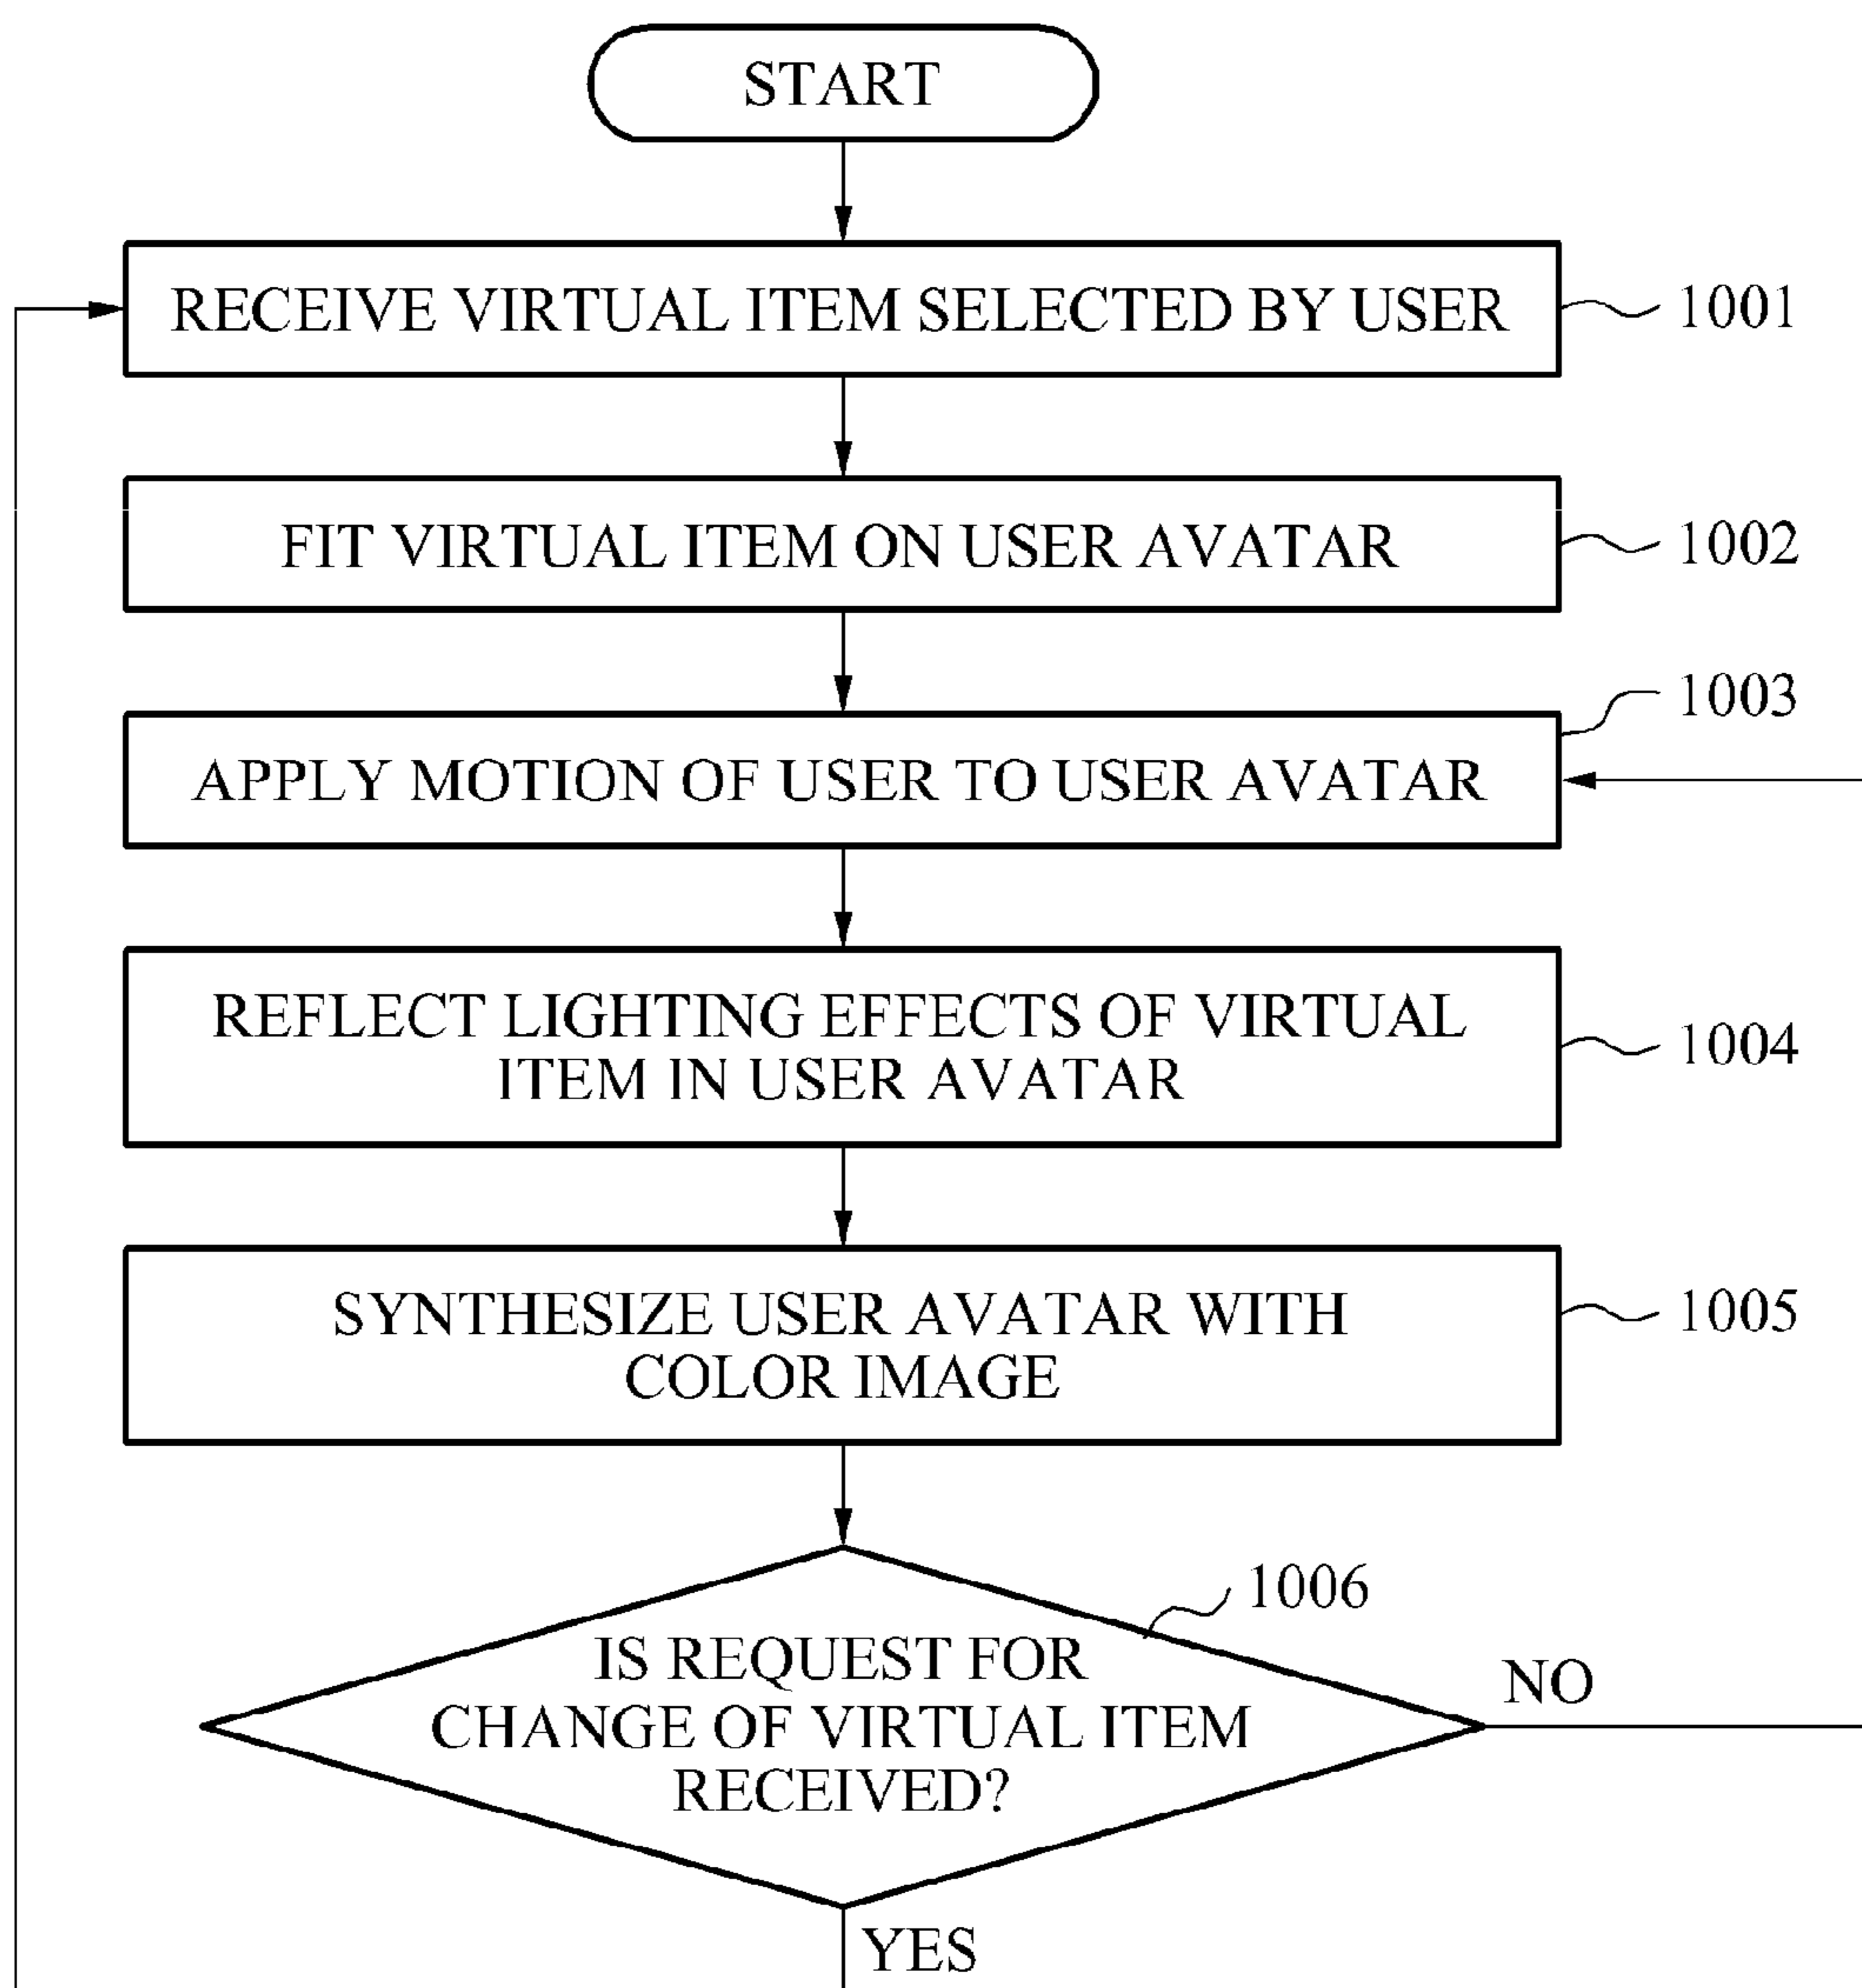 START
RECEIVE VIRTUAL ITEM SELECTED BY USER
1001
FIT VIRTUAL ITEM ON USER AVATAR
1002
1003
APPLY MOTION OF USER TO USER AVATAR
REFLECT LIGHTING EFFECTS OF VIRTUAL
ITEM IN USER AVATAR
1004
SYNTHESIZE USER AVATAR WITH
COLOR IMAGE
1005
1006
IS REQUEST FOR
CHANGE OF VIRTUAL ITEM
RECEIVED?
NO
YES